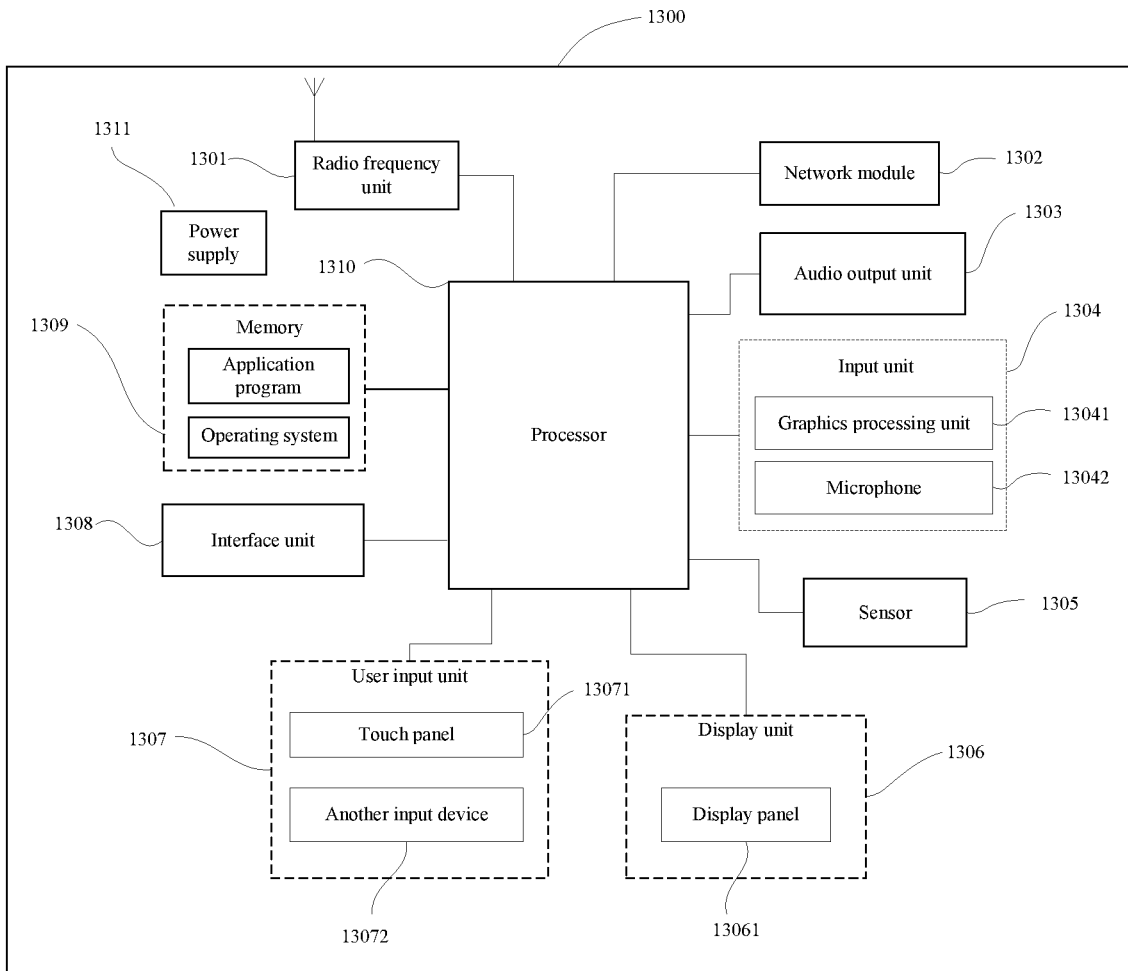 1300
1311
1301
Radio frequency
unit
Network module
1302
Power
supply
1303
Audio output unit
1310
1309
Memory
Application
program
Operating system
Processor
1304
Input unit
Graphics processing unit
13041
Microphone
13042
1308
Interface unit
Sensor
1305
User input unit
13071
Touch panel
1307
Another input device
13072
Display unit
1306
Display panel
13061